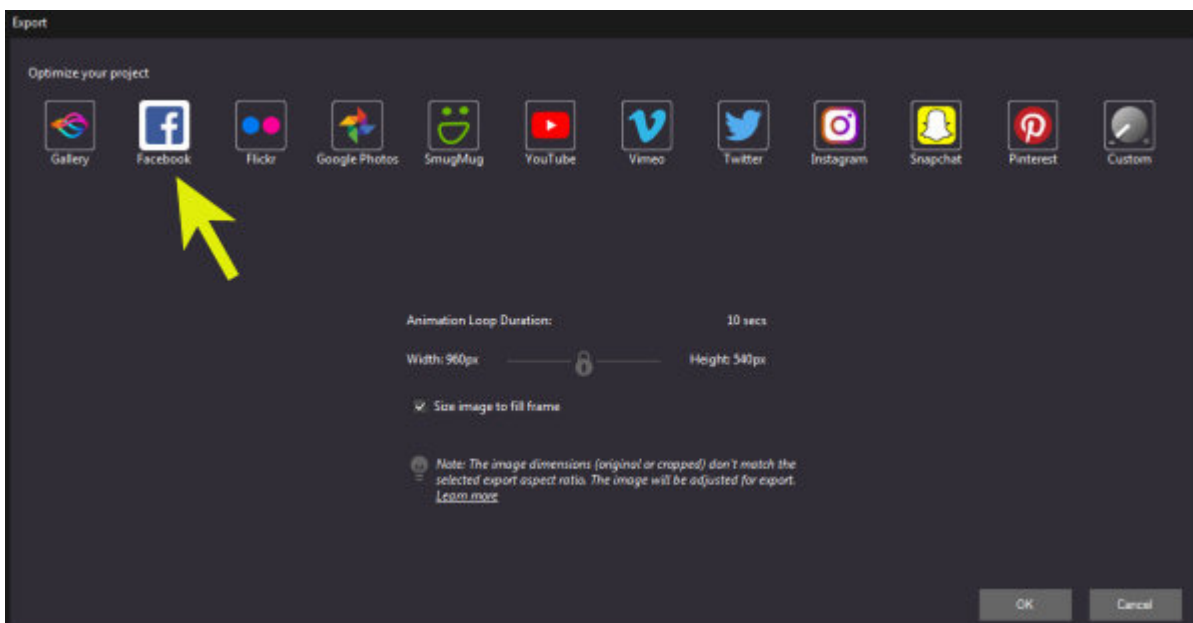 Export
Optimize your project
Gallery Facebook Flickr Google Photos SmugMug YouTube Vimeo Twitter Instagram Snapchat Pinterest Custom
Animation Loop Duration: 10 secs
Width: 960px Height: 540px
Size image to fill frame
Note: The image dimensions (original or cropped) don't match the
selected export aspect ratio. The image will be adjusted for export.
Learn more
OK Cancel